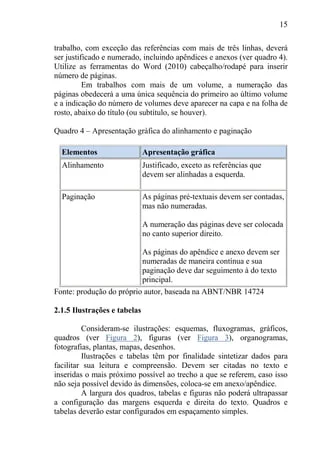 15
trabalho, com exceção das referências com mais de três linhas, deverá
ser justificado e numerado, incluindo apêndices e anexos (ver quadro 4).
Utilize as ferramentas do Word (2010) cabeçalho/rodapé para inserir
número de páginas.
Em trabalhos com mais de um volume, a numeração das
páginas obedecerá a uma única sequência do primeiro ao último volume
e a indicação do número de volumes deve aparecer na capa e na folha de
rosto, abaixo do título (ou subtítulo, se houver).
Quadro 4 – Apresentação gráfica do alinhamento e paginação
Elementos Apresentação gráfica
Alinhamento Justificado, exceto as referências que
devem ser alinhadas a esquerda.
Paginação As páginas pré-textuais devem ser contadas,
mas não numeradas.
A numeração das páginas deve ser colocada
no canto superior direito.
As páginas do apêndice e anexo devem ser
numeradas de maneira contínua e sua
paginação deve dar seguimento à do texto
principal.
Fonte: produção do próprio autor, baseada na ABNT/NBR 14724
2.1.5 Ilustrações e tabelas
Consideram-se ilustrações: esquemas, fluxogramas, gráficos,
quadros (ver Figura 2), figuras (ver Figura 3), organogramas,
fotografias, plantas, mapas, desenhos.
Ilustrações e tabelas têm por finalidade sintetizar dados para
facilitar sua leitura e compreensão. Devem ser citadas no texto e
inseridas o mais próximo possível ao trecho a que se referem, caso isso
não seja possível devido às dimensões, coloca-se em anexo/apêndice.
A largura dos quadros, tabelas e figuras não poderá ultrapassar
a configuração das margens esquerda e direita do texto. Quadros e
tabelas deverão estar configurados em espaçamento simples.